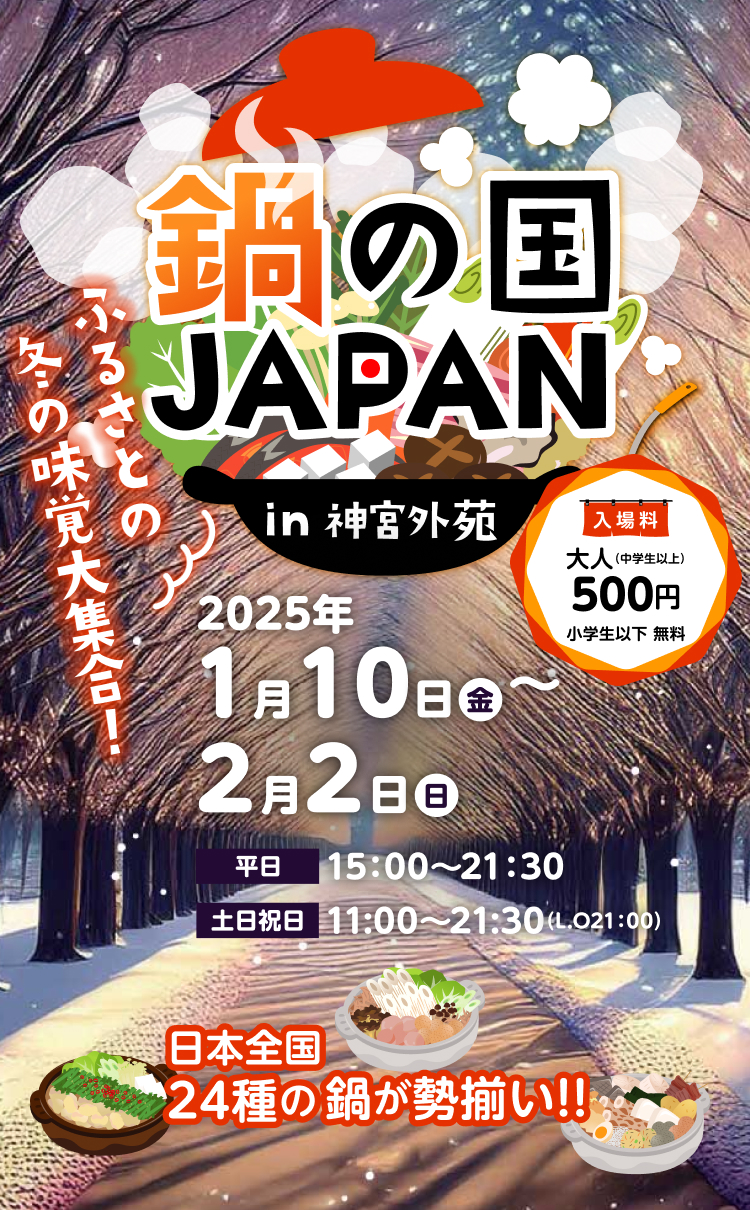 鍋の国
JAPAN
in 神宮外苑
ふるさとの
冬の味覚大集合！
入場料
大人（中学生以上）
500円
小学生以下 無料
2025年
1月10日金〜
2月2日日
平日 15：00〜21：30
土日祝日 11:00〜21:30（L.O21：00）
日本全国
24種の鍋が勢揃い!!